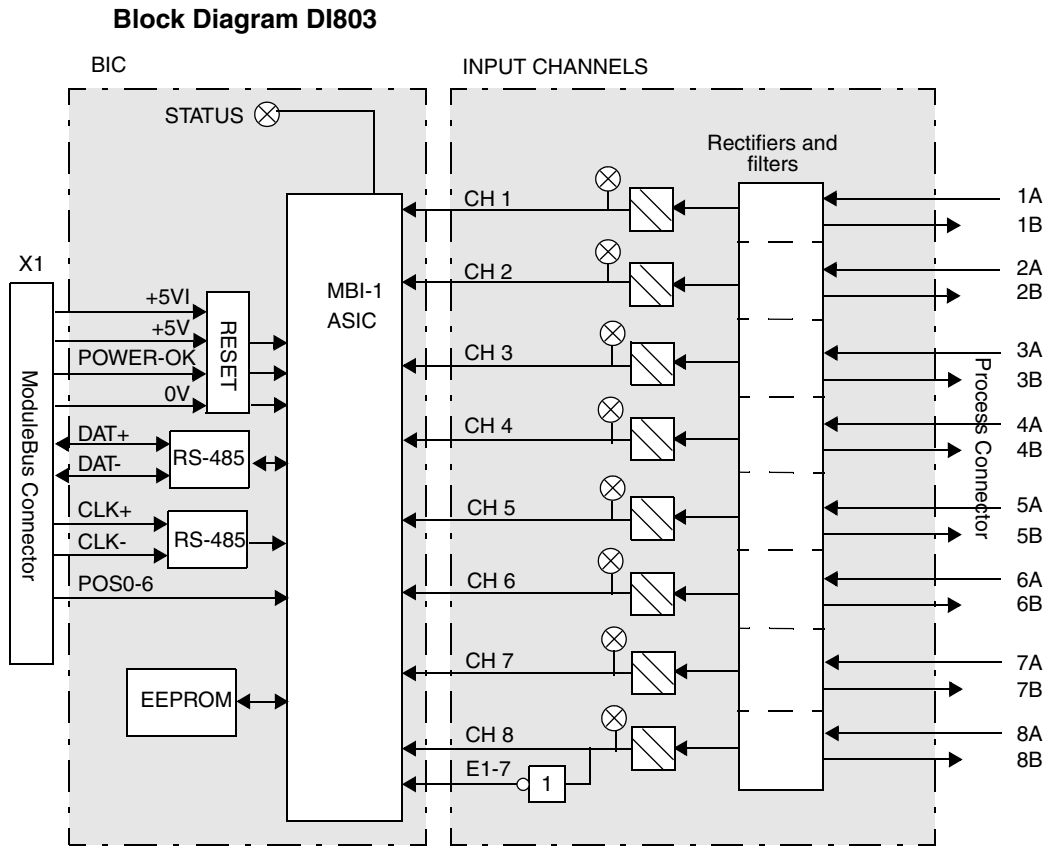 Block Diagram DI803
BIC
INPUT CHANNELS
STATUS
Rectifiers and
filters
X1
ModuleBus Connector
+5VI
+5V
POWER-OK
0V
RESET
DAT+
DAT-
RS-485
CLK+
CLK-
RS-485
POS0-6
EEPROM
MBI-1
ASIC
CH 1
CH 2
CH 3
CH 4
CH 5
CH 6
CH 7
CH 8
E1-7
1
1A
1B
2A
2B
3A
3B
4A
4B
5A
5B
6A
6B
7A
7B
8A
8B
Process Connector